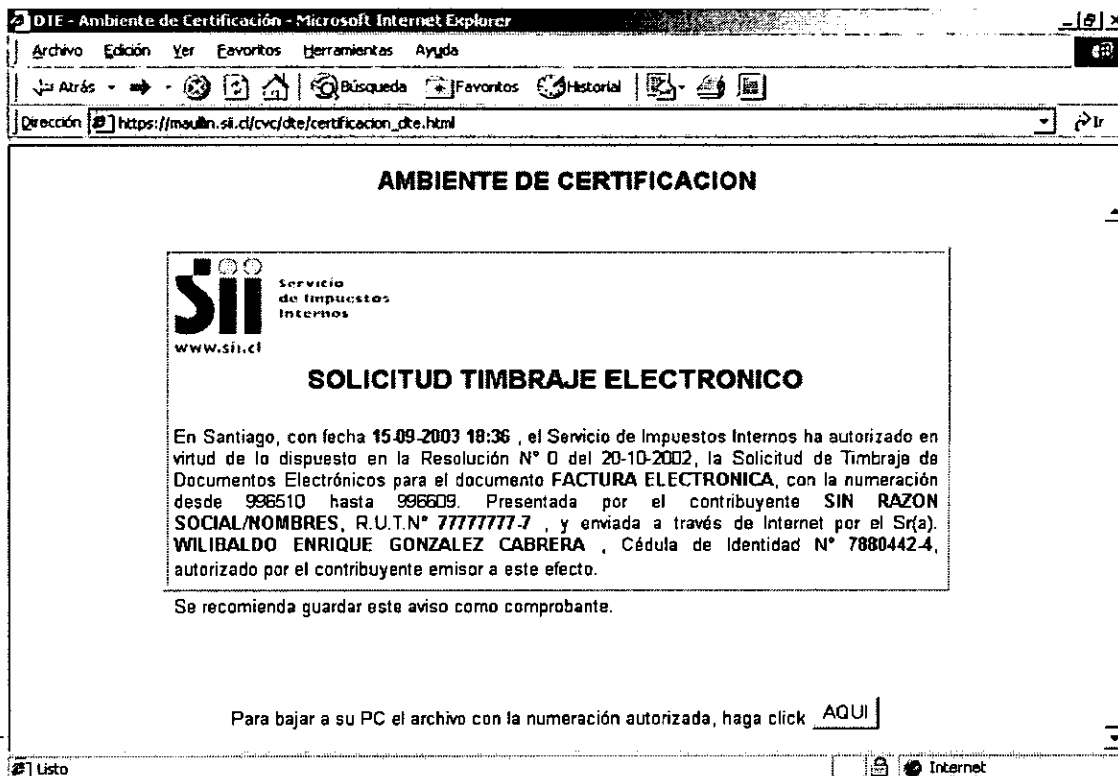 DTE - Ambiente de Certificación - Microsoft Internet Explorer
Archivo Edición Ver Favoritos Herramientas Ayuda
Atrás Búsqueda Favoritos Historial
Dirección https://maullin.sii.cl/cvc/dte/certificacion_dte.html Ir
AMBIENTE DE CERTIFICACION
Sii Servicio
de Impuestos
Internos
www.sii.cl
SOLICITUD TIMBRAJE ELECTRONICO
En Santiago, con fecha 15-09-2003 18:36 , el Servicio de Impuestos Internos ha autorizado en
virtud de lo dispuesto en la Resolución N° 0 del 20-10-2002, la Solicitud de Timbraje de
Documentos Electrónicos para el documento FACTURA ELECTRONICA, con la numeración
desde 996510 hasta 996609. Presentada por el contribuyente SIN RAZON
SOCIAL/NOMBRES, R.U.T.N° 77777777-7 , y enviada a través de Internet por el Sr(a).
WILIBALDO ENRIQUE GONZALEZ CABRERA , Cédula de Identidad N° 7880442-4,
autorizado por el contribuyente emisor a este efecto.
Se recomienda guardar este aviso como comprobante.
Para bajar a su PC el archivo con la numeración autorizada, haga click AQUI
Listo Internet